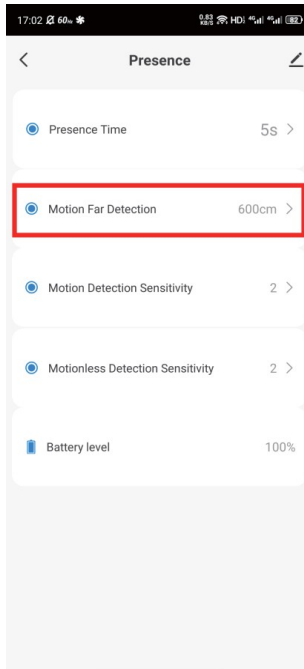 17:02 60 0.83 KB/S HD 4G 4G 82
Presence
Presence Time 5s
Motion Far Detection 600cm
Motion Detection Sensitivity 2
Motionless Detection Sensitivity 2
Battery level 100%